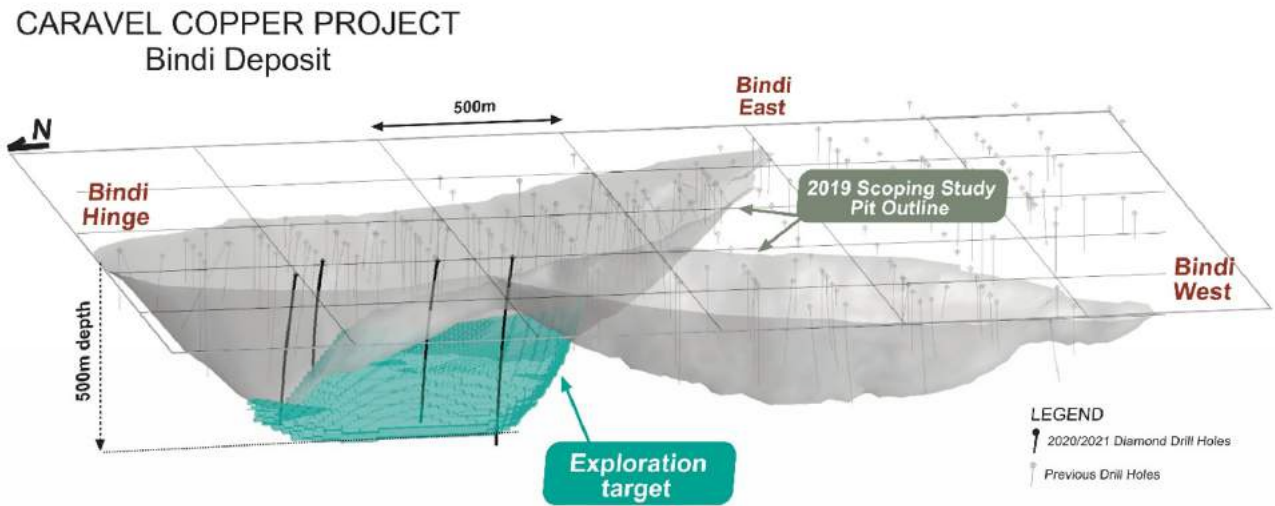 CARAVEL COPPER PROJECT
Bindi Deposit
N
500m
Bindi
East
Bindi
Hinge
2019 Scoping Study
Pit Outline
Bindi
West
500m depth
LEGEND
2020/2021 Diamond Drill Holes
Previous Drill Holes
Exploration
target